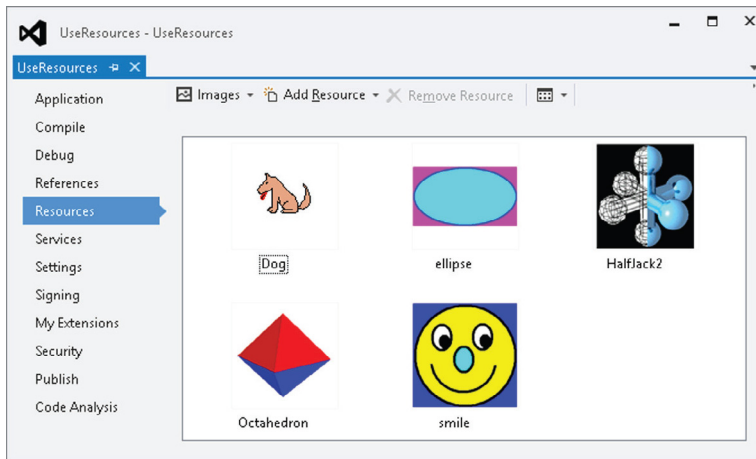 UseResources - UseResources
UseResources
Application
Compile
Debug
References
Resources
Services
Settings
Signing
My Extensions
Security
Publish
Code Analysis
Images Add Resource Remove Resource
Dog ellipse HalfJack2
Octahedron smile